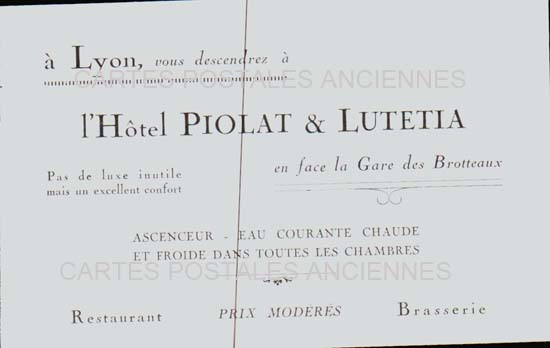 à Lyon, vous descendrez à
CARTES POSTALES ANCIENNES
l'Hôtel PIOLAT & LUTETIA
Pas de luxe inutile
mais un excellent confort
en face la Gare des Brotteaux
ASCENCEUR - EAU COURANTE CHAUDE
ET FROIDE DANS TOUTES LES CHAMBRES
CARTES POSTALES ANCIENNES
Restaurant PRIX MODÉRÉS Brasserie